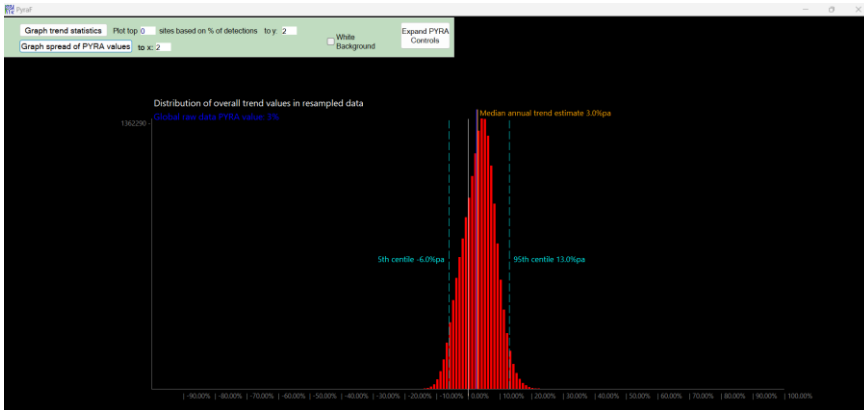 PyraF
Graph trend statistics Plot top 0 sites based on % of detections to y: 2
Graph spread of PYRA values to x: 2
White Background
Expand PYRA Controls
Distribution of overall trend values in resampled data
Global raw data PYRA value: 3%
1362290
Median annual trend estimate 3.0%pa
5th centile -6.0%pa
95th centile 13.0%pa
| -90.00% | -80.00% | -70.00% | -60.00% | -50.00% | -40.00% | -30.00% | -20.00% | -10.00% | 0.00% | 10.00% | 20.00% | 30.00% | 40.00% | 50.00% | 60.00% | 70.00% | 80.00% | 90.00% | 100.00%